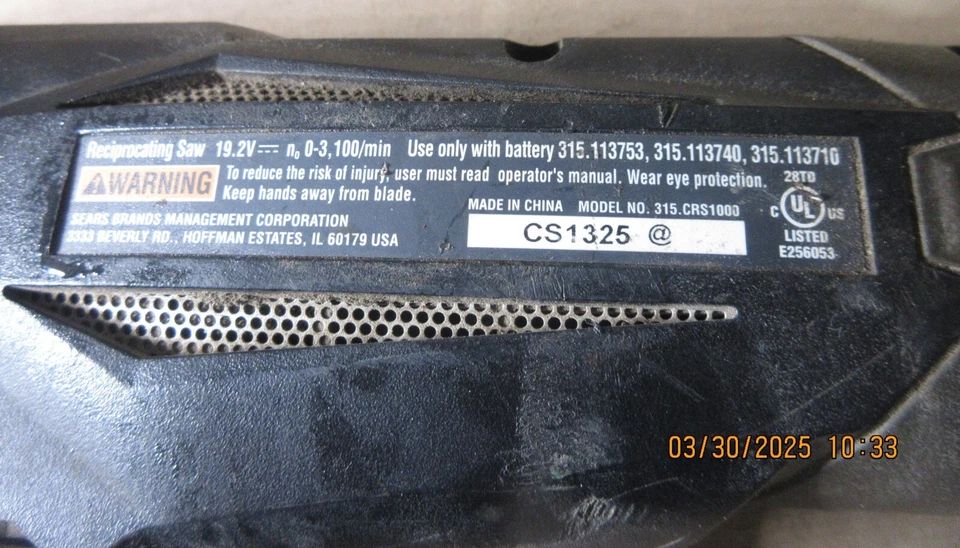 Reciprocating Saw 19.2V⎓ n₀ 0-3,100/min Use only with battery 315.113753, 315.113740, 315.113710
⚠WARNING
To reduce the risk of injury, user must read operator's manual. Wear eye protection.
Keep hands away from blade.
SEARS BRANDS MANAGEMENT CORPORATION
3333 BEVERLY RD., HOFFMAN ESTATES, IL 60179 USA
MADE IN CHINA MODEL NO. 315.CRS1000
CS1325 @
28TD
C UL US
LISTED
E256053
03/30/2025 10:33